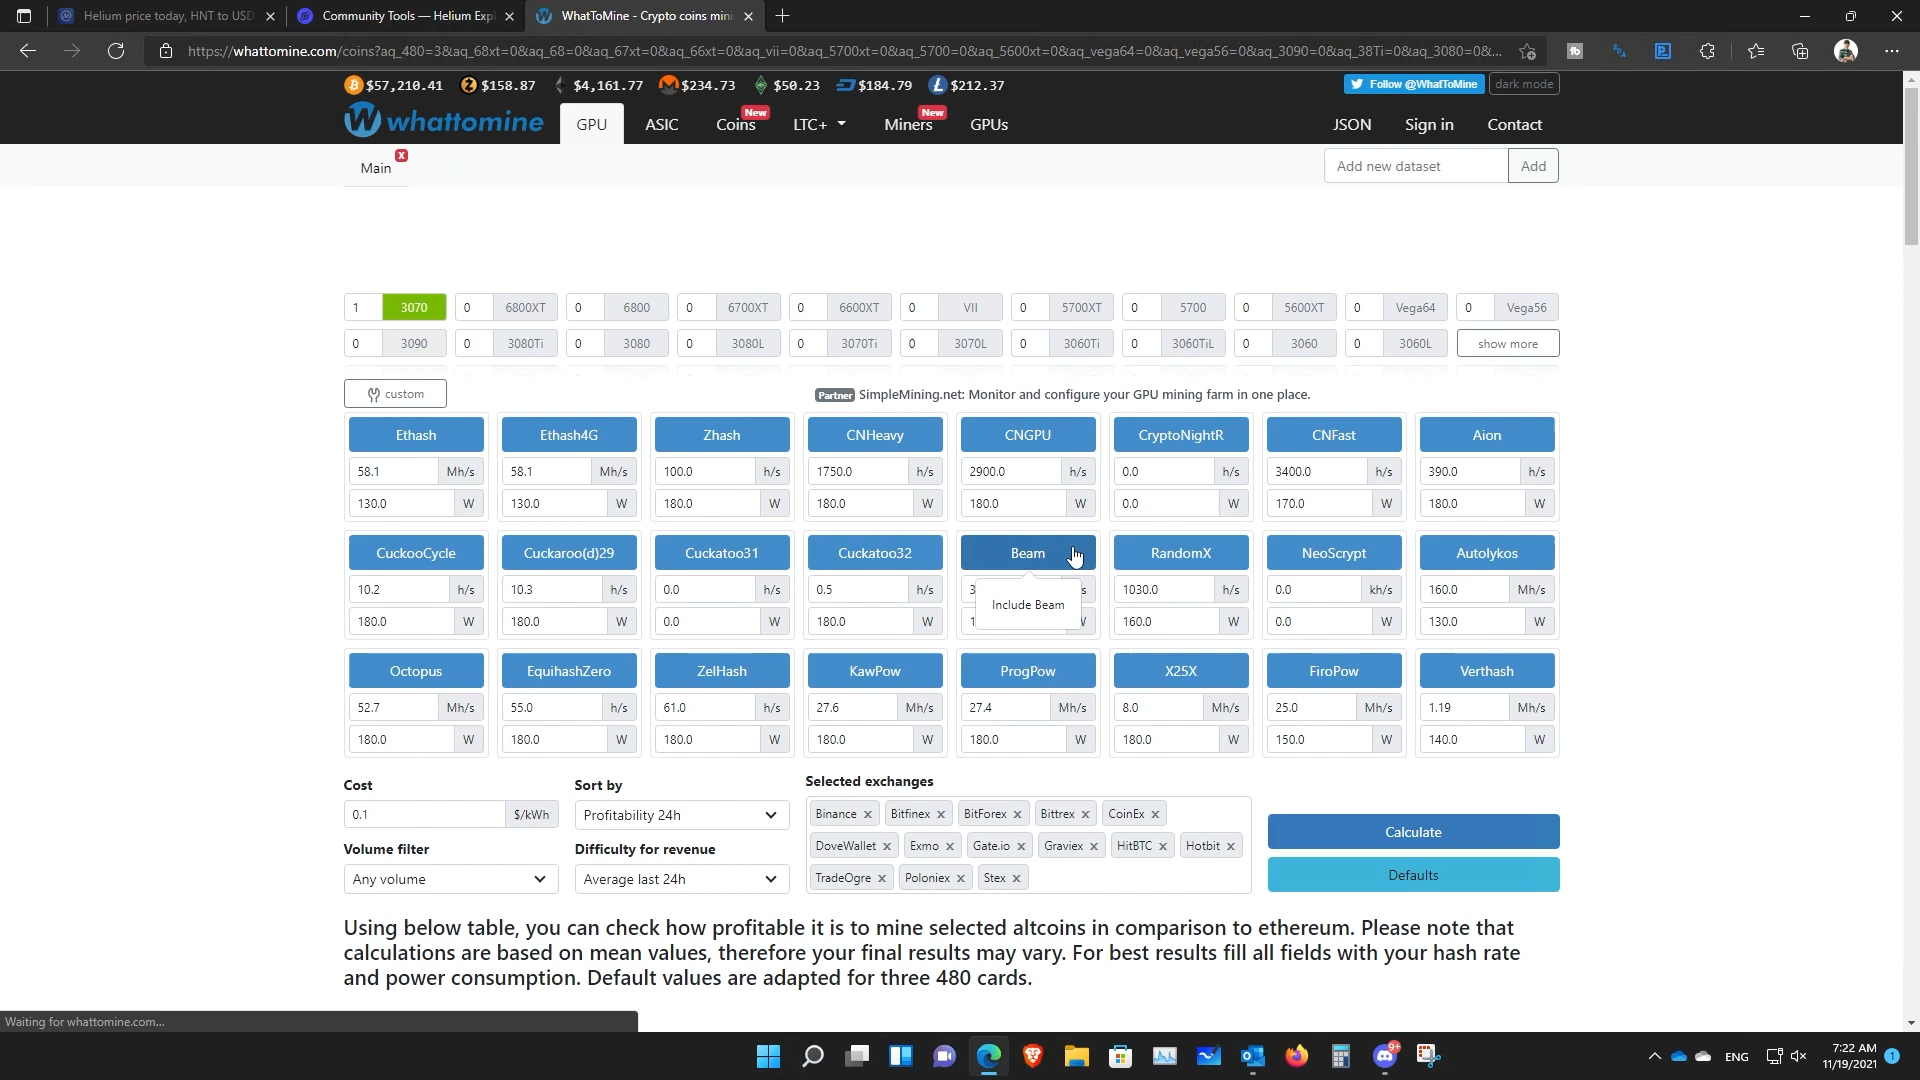 Helium price today, HNT to USD
Community Tools — Helium Expl
WhatToMine - Crypto coins mini
https://whattomine.com/coins?aq_480=3&aq_68xt=0&aq_68=0&aq_67xt=0&aq_66xt=0&aq_vii=0&aq_5700xt=0&aq_5700=0&aq_5600xt=0&aq_vega64=0&aq_vega56=0&aq_3090=0&aq_38Ti=0&aq_3080=0&...
$57,210.41 $158.87 $4,161.77 $234.73 $50.23 $184.79 $212.37
Follow @WhatToMine dark mode
whattomine GPU ASIC Coins New LTC+ Miners New GPUs JSON Sign in Contact
Main x Add new dataset Add
1 3070 0 6800XT 0 6800 0 6700XT 0 6600XT 0 VII 0 5700XT 0 5700 0 5600XT 0 Vega64 0 Vega56
0 3090 0 3080Ti 0 3080 0 3080L 0 3070Ti 0 3070L 0 3060Ti 0 3060TiL 0 3060 0 3060L show more
custom Partner SimpleMining.net: Monitor and configure your GPU mining farm in one place.
Ethash Ethash4G Zhash CNHeavy CNGPU CryptoNightR CNFast Aion
58.1 Mh/s 58.1 Mh/s 100.0 h/s 1750.0 h/s 2900.0 h/s 0.0 h/s 3400.0 h/s 390.0 h/s
130.0 W 130.0 W 180.0 W 180.0 W 180.0 W 0.0 W 170.0 W 180.0 W
CuckooCycle Cuckaroo(d)29 Cuckatoo31 Cuckatoo32 Beam RandomX NeoScrypt Autolykos
10.2 h/s 10.3 h/s 0.0 h/s 0.5 h/s 3 s 1030.0 h/s 0.0 kh/s 160.0 Mh/s
Include Beam
180.0 W 180.0 W 0.0 W 180.0 W 1 W 160.0 W 0.0 W 130.0 W
Octopus EquihashZero ZelHash KawPow ProgPow X25X FiroPow Verthash
52.7 Mh/s 55.0 h/s 61.0 h/s 27.6 Mh/s 27.4 Mh/s 8.0 Mh/s 25.0 Mh/s 1.19 Mh/s
180.0 W 180.0 W 180.0 W 180.0 W 180.0 W 180.0 W 150.0 W 140.0 W
Cost Sort by Selected exchanges
0.1 $/kWh Profitability 24h Binance × Bitfinex × BitForex × Bittrex × CoinEx ×
Calculate
Volume filter Difficulty for revenue DoveWallet × Exmo × Gate.io × Graviex × HitBTC × Hotbit ×
Any volume Average last 24h TradeOgre × Poloniex × Stex × Defaults
Using below table, you can check how profitable it is to mine selected altcoins in comparison to ethereum. Please note that
calculations are based on mean values, therefore your final results may vary. For best results fill all fields with your hash rate
and power consumption. Default values are adapted for three 480 cards.
Waiting for whattomine.com...
9+ ENG 7:22 AM 1
11/19/2021